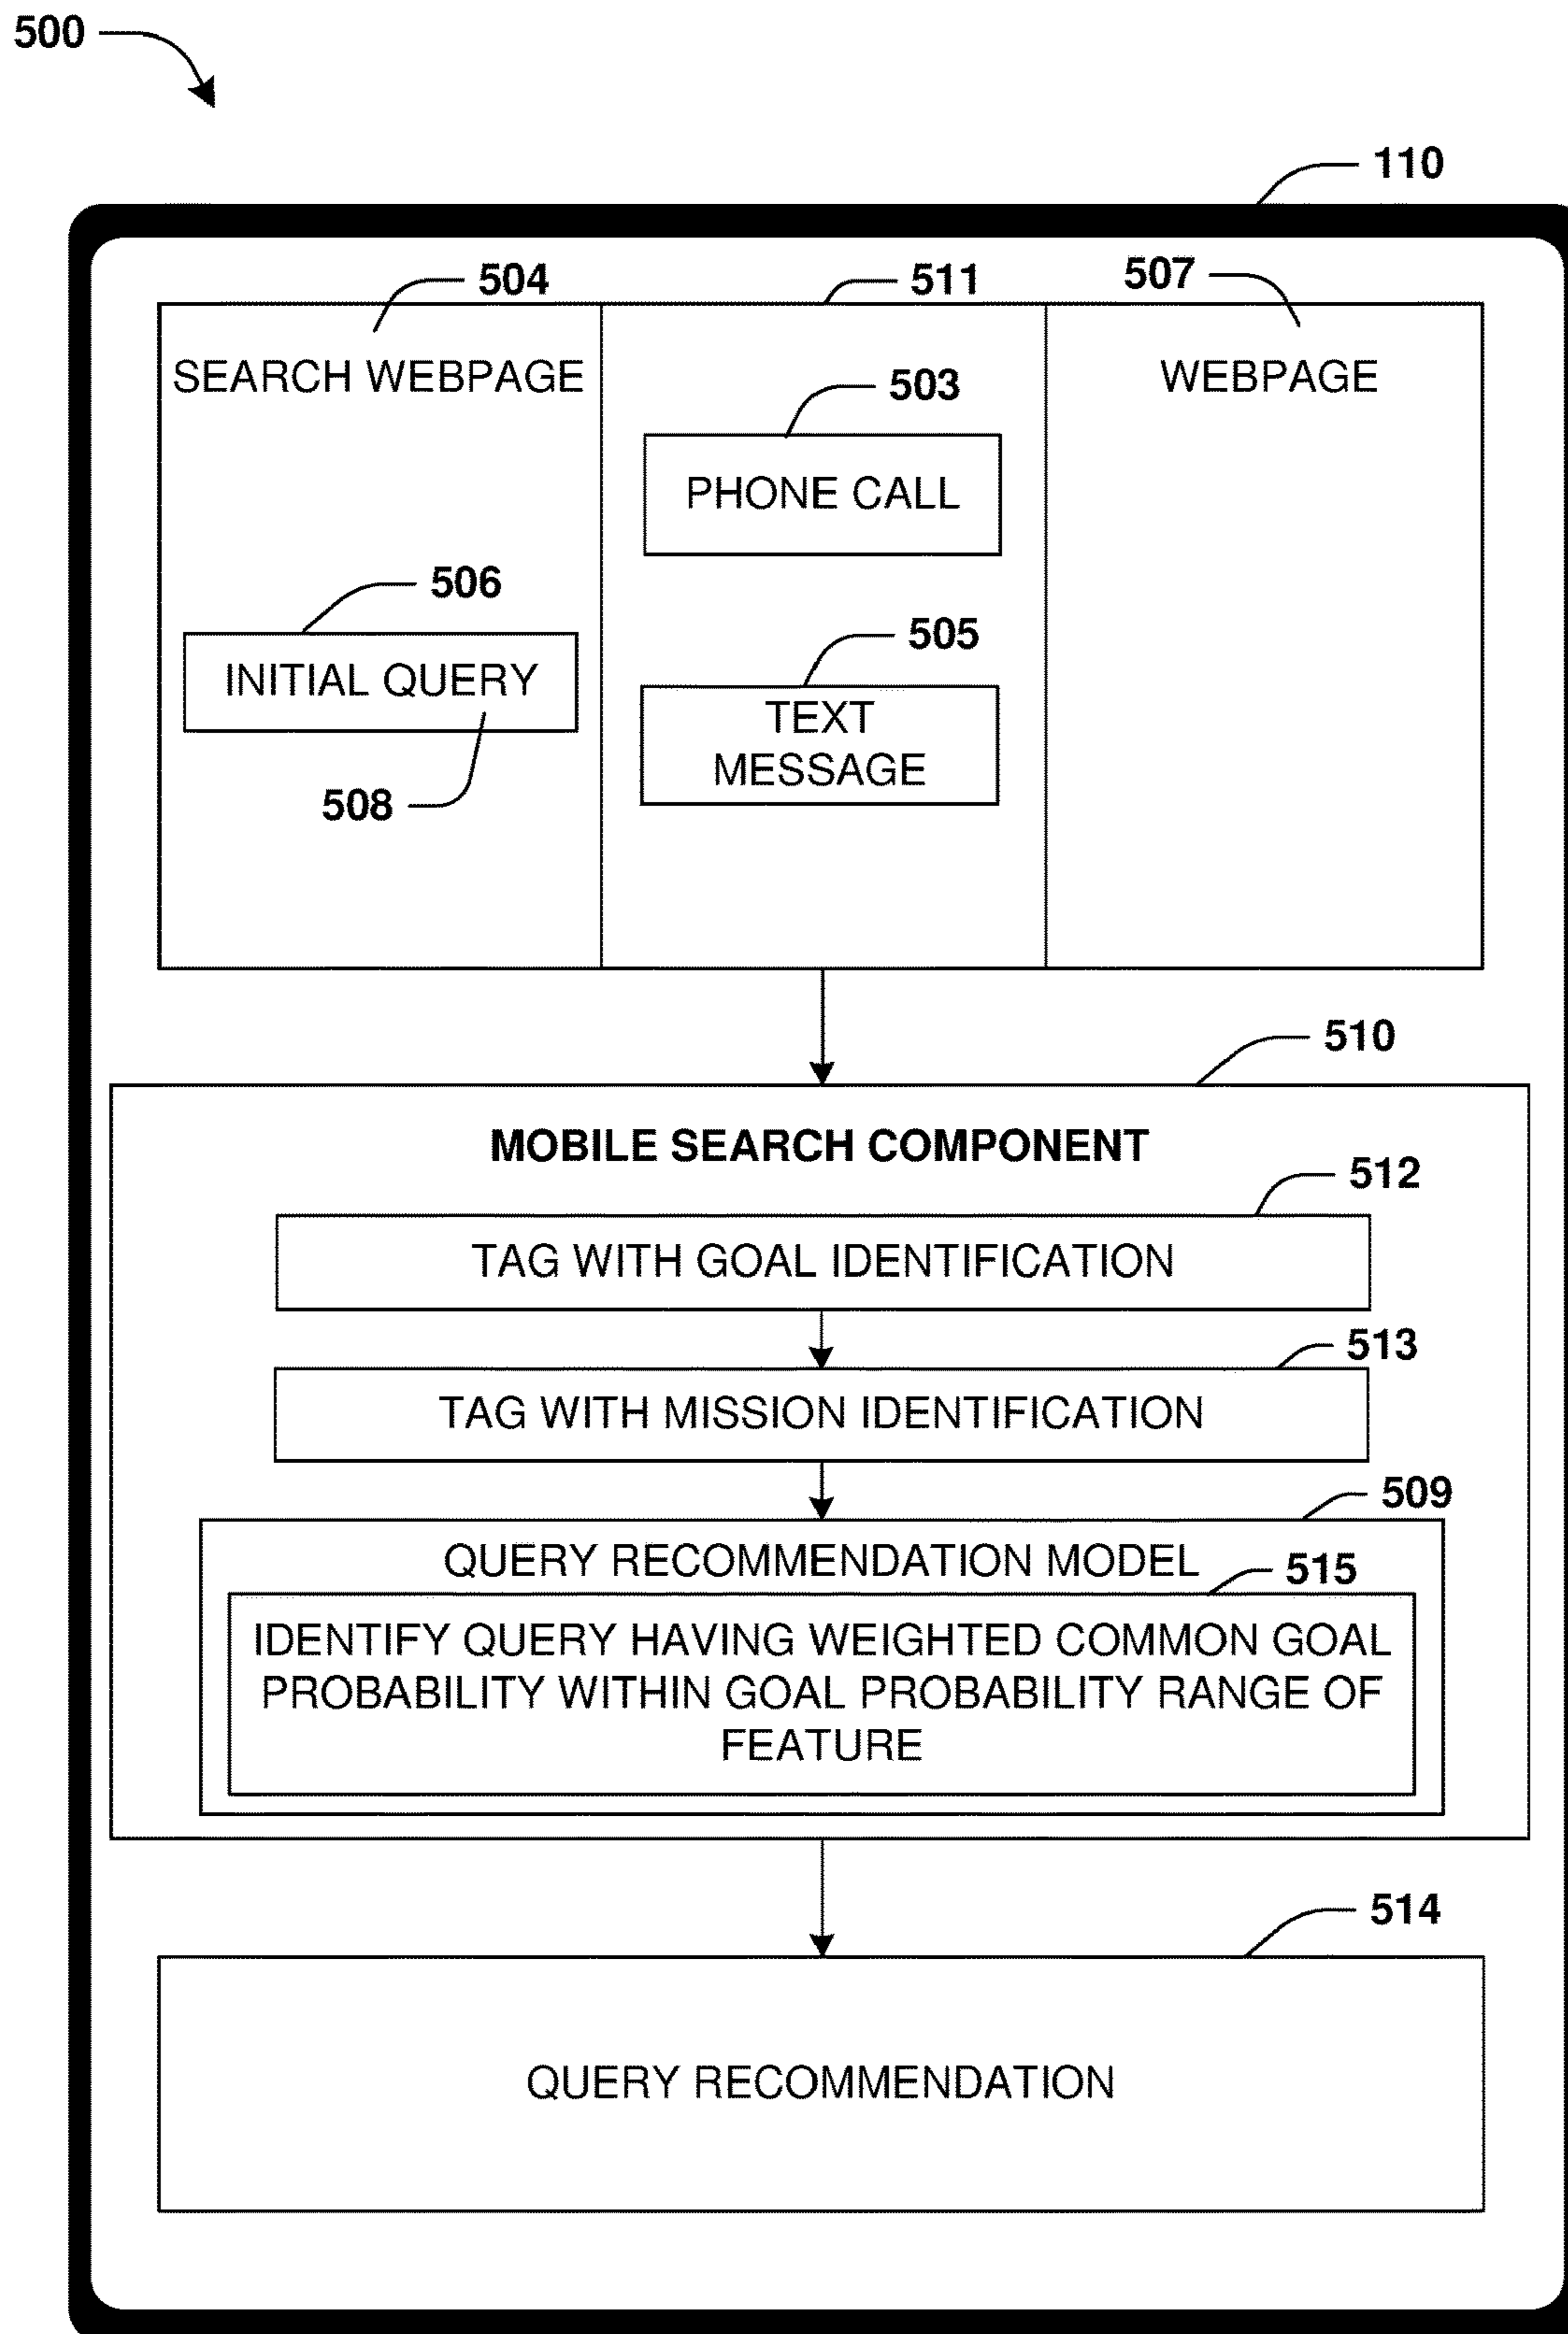 500
110
504
511
507
SEARCH WEBPAGE
WEBPAGE
503
PHONE CALL
506
INITIAL QUERY
505
TEXT
MESSAGE
508
510
MOBILE SEARCH COMPONENT
512
TAG WITH GOAL IDENTIFICATION
513
TAG WITH MISSION IDENTIFICATION
509
QUERY RECOMMENDATION MODEL
515
IDENTIFY QUERY HAVING WEIGHTED COMMON GOAL
PROBABILITY WITHIN GOAL PROBABILITY RANGE OF
FEATURE
514
QUERY RECOMMENDATION